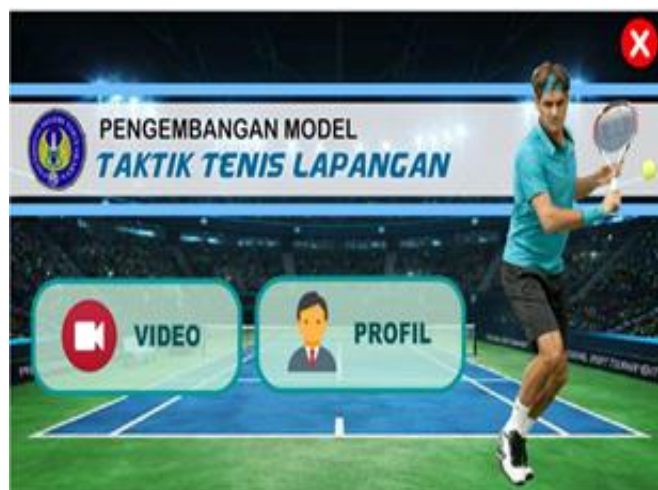 PENGEMBANGAN MODEL
TAKTIK TENIS LAPANGAN
X
VIDEO
PROFIL